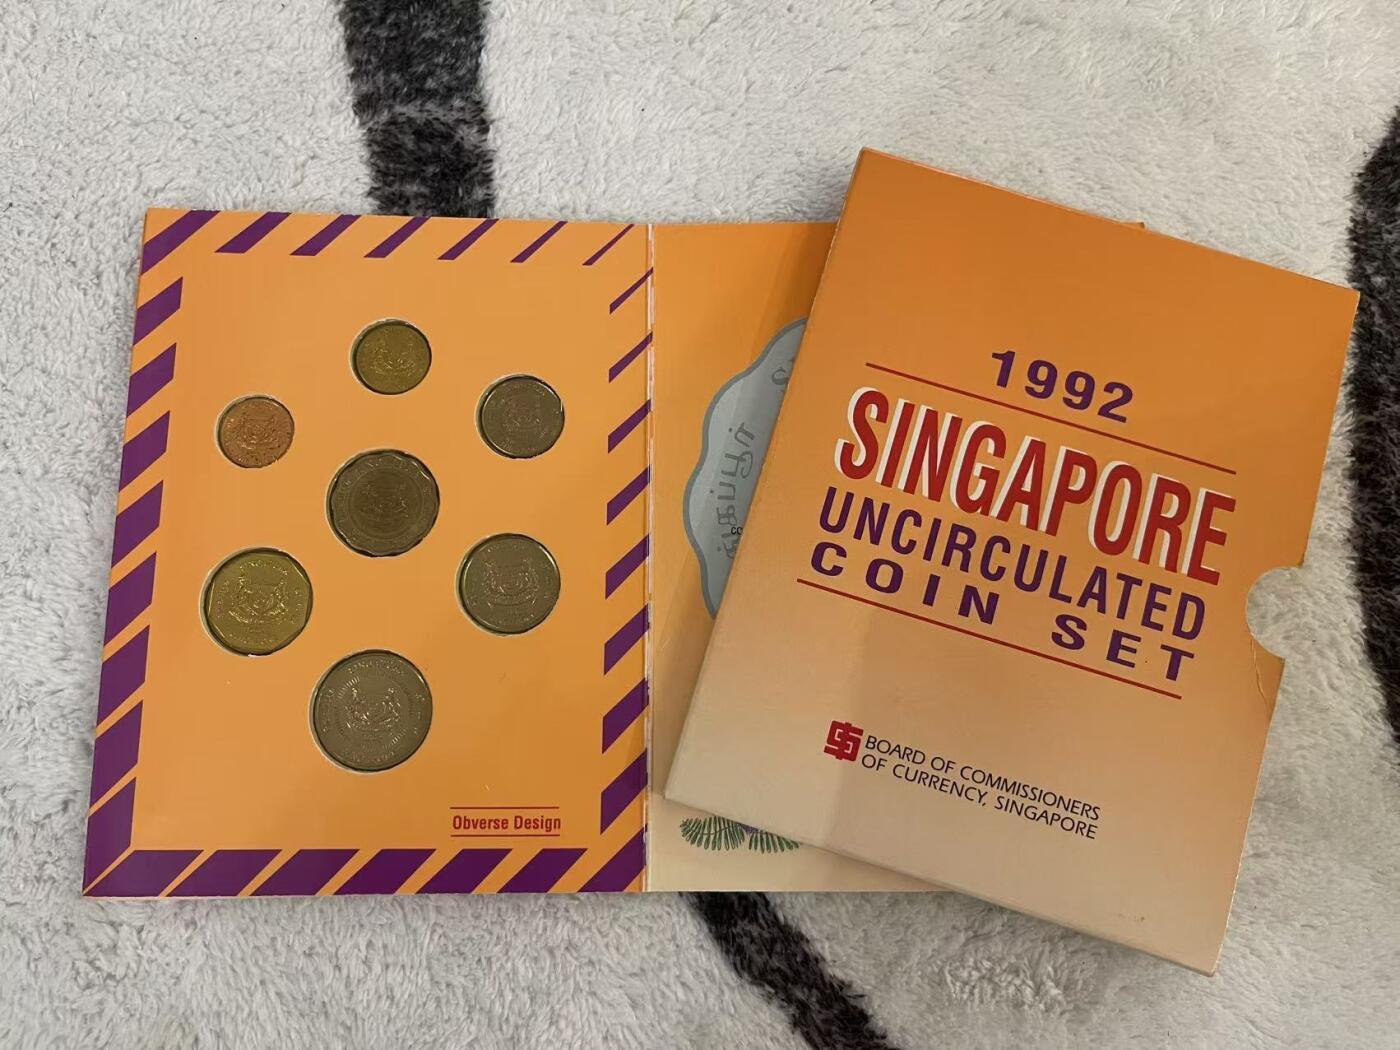 Obverse Design
1992
SINGAPORE
UNCIRCULATED
COIN SET
BOARD OF COMMISSIONERS
OF CURRENCY, SINGAPORE